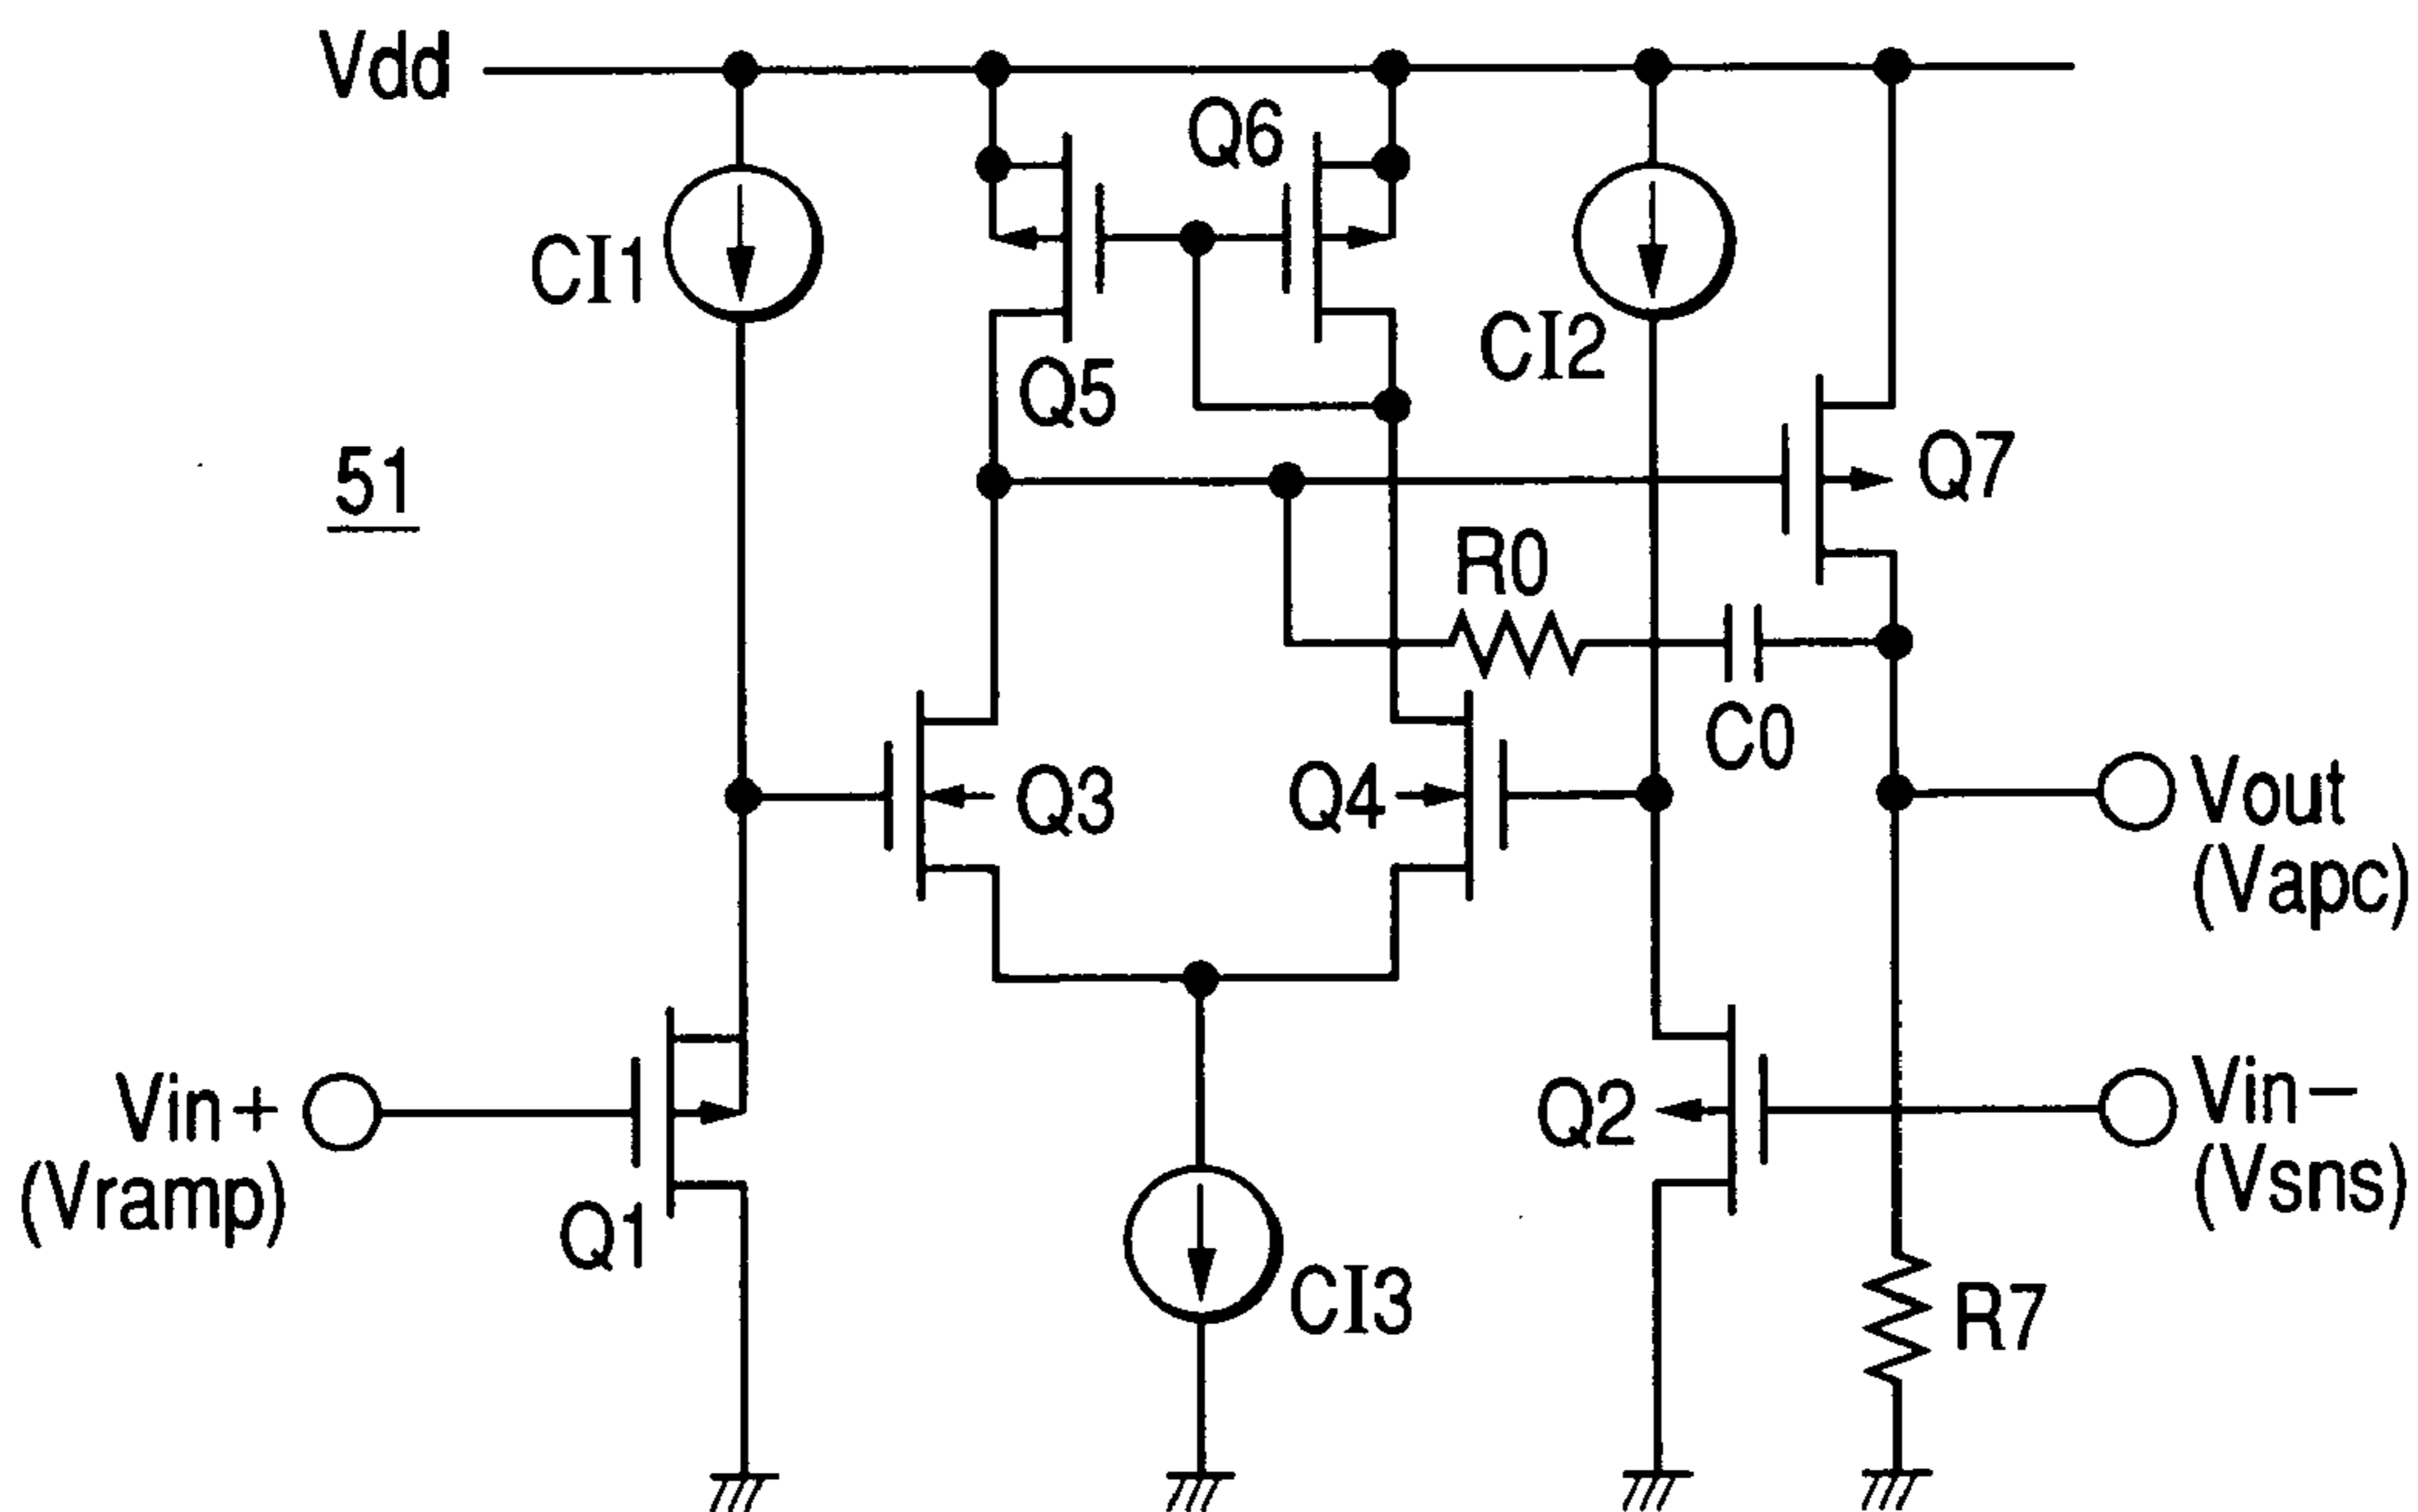 Vdd
Q6
CI1
CI2
Q5
51
Q7
R0
C0
Q3
Q4
Vout
(Vapc)
Vin+
(Vramp)
Q1
Q2
Vin−
(Vsns)
CI3
R7